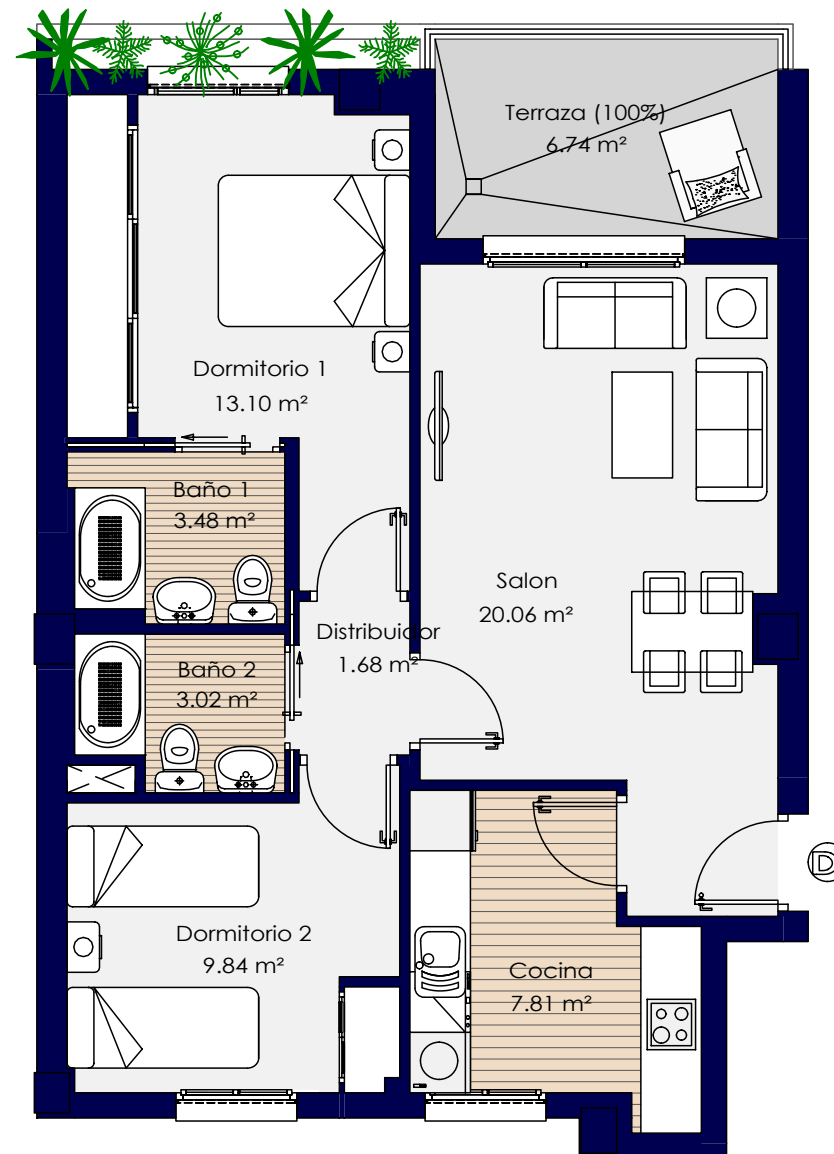 Terraza (100%)
6.74 m²
Dormitorio 1
13.10 m²
Baño 1
3.48 m²
Salon
20.06 m²
Distribuidor
1.68 m²
Baño 2
3.02 m²
Dormitorio 2
9.84 m²
Cocina
7.81 m²
D